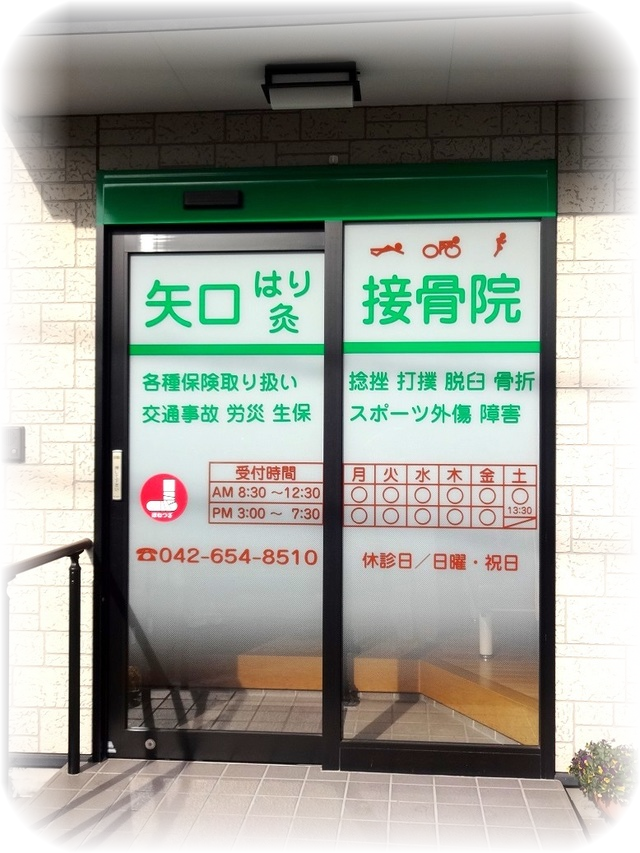 矢口 はり灸 接骨院
各種保険取り扱い
交通事故 労災 生保
捻挫 打撲 脱臼 骨折
スポーツ外傷 障害
受付時間 月 火 水 木 金 土
AM 8:30 ～12:30 ○ ○ ○ ○ ○ ○
PM 3:00 ～ 7:30 ○ ○ ○ ○ ○ 13:30
☎042-654-8510
休診日／日曜・祝日